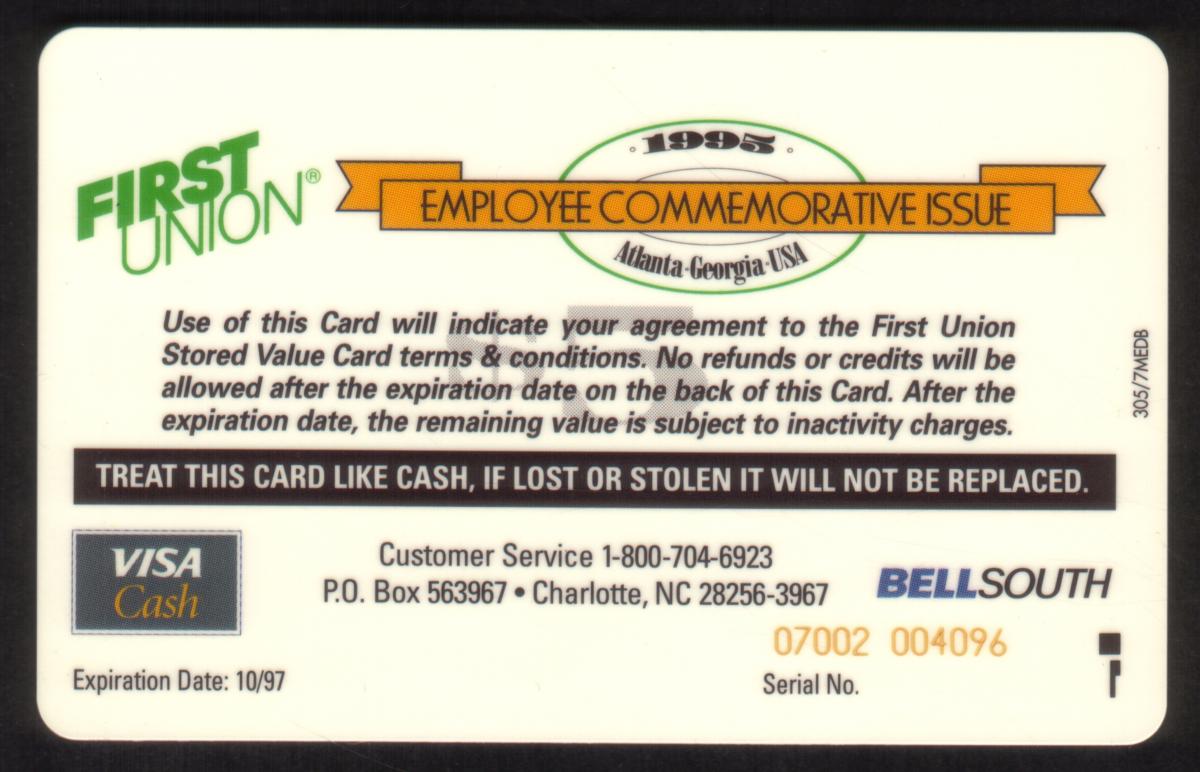 FIRST
UNION®
1995
EMPLOYEE COMMEMORATIVE ISSUE
Atlanta·Georgia·USA
$5
Use of this Card will indicate your agreement to the First Union
Stored Value Card terms & conditions. No refunds or credits will be
allowed after the expiration date on the back of this Card. After the
expiration date, the remaining value is subject to inactivity charges.
305/7MEDB
TREAT THIS CARD LIKE CASH, IF LOST OR STOLEN IT WILL NOT BE REPLACED.
VISA
Cash
Customer Service 1-800-704-6923
P.O. Box 563967 • Charlotte, NC 28256-3967
BELLSOUTH
07002 004096
Expiration Date: 10/97
Serial No.